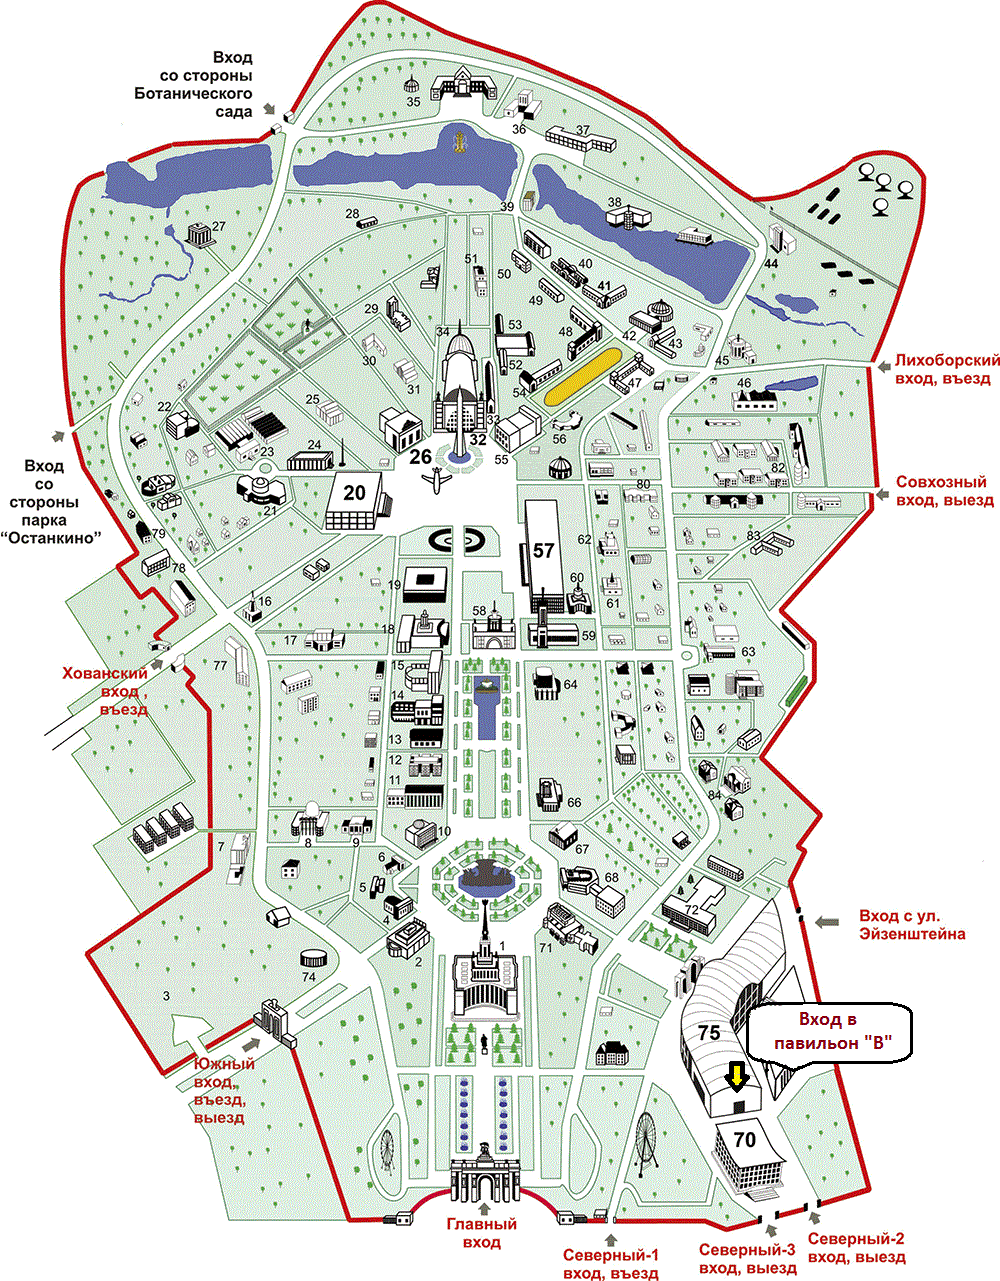 Вход
со стороны
Ботанического
сада
35
36
37
39
38
27
28
44
51
50
40
49
41
29
34
53
48
42
43
30
52
45
31
54
47
46
Лихоборский
вход, въезд
22
25
33
32
56
23
24
26
55
82
Вход
со
стороны
парка
“Останкино”
20
21
80
Совхозный
вход, выезд
79
57
62
83
78
19
60
16
58
61
18
59
17
Хованский
вход ,
въезд
77
15
64
63
14
13
12
11
66
84
7
8
9
10
67
6
5
68
4
72
Вход с ул.
Эйзенштейна
2
1
71
74
3
75
Вход в
павильон "В"
Южный
вход,
въезд,
выезд
70
Главный
вход
Северный-1
вход, въезд
Северный-3
вход, выезд
Северный-2
вход, выезд